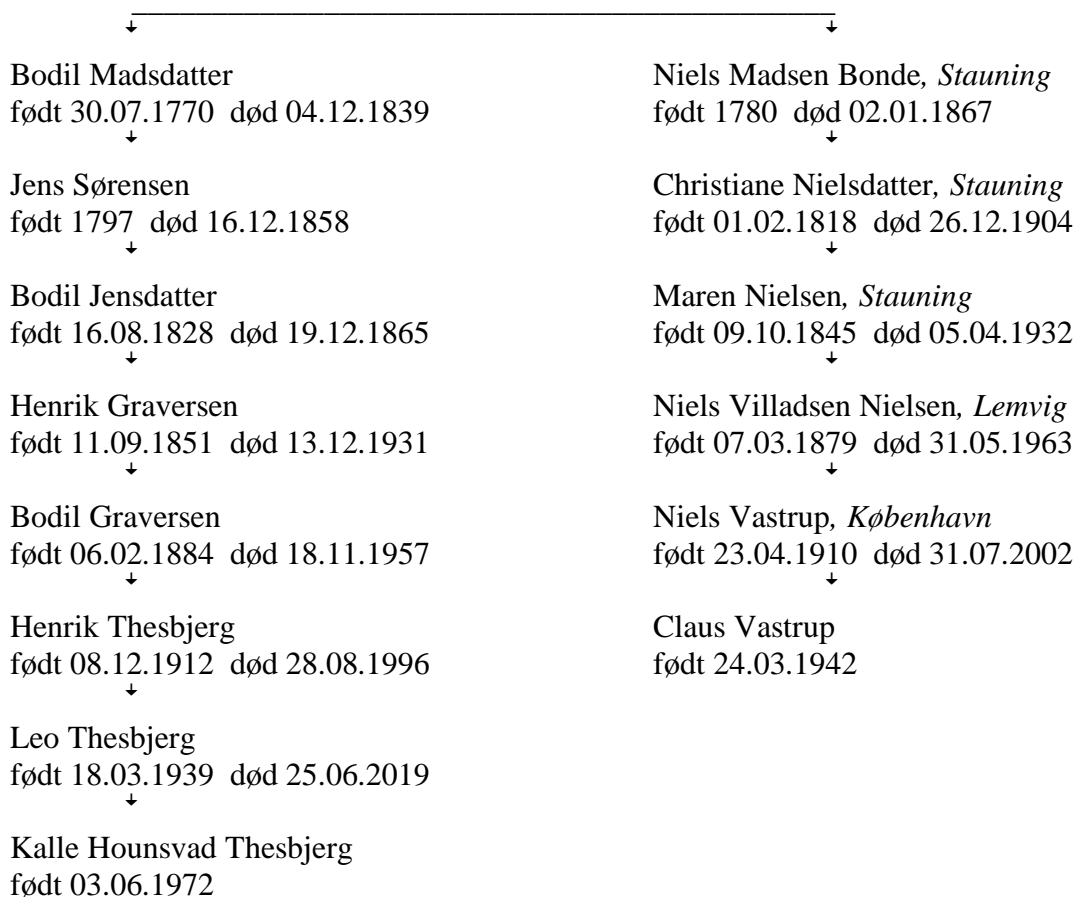 Bodil Madsdatter
født 30.07.1770 død 04.12.1839
Jens Sørensen
født 1797 død 16.12.1858
Bodil Jensdatter
født 16.08.1828 død 19.12.1865
Henrik Graversen
født 11.09.1851 død 13.12.1931
Bodil Graversen
født 06.02.1884 død 18.11.1957
Henrik Thesbjerg
født 08.12.1912 død 28.08.1996
Leo Thesbjerg
født 18.03.1939 død 25.06.2019
Kalle Hounsvad Thesbjerg
født 03.06.1972
Niels Madsen Bonde, Stauning
født 1780 død 02.01.1867
Christiane Nielsdatter, Stauning
født 01.02.1818 død 26.12.1904
Maren Nielsen, Stauning
født 09.10.1845 død 05.04.1932
Niels Villadsen Nielsen, Lemvig
født 07.03.1879 død 31.05.1963
Niels Vastrup, København
født 23.04.1910 død 31.07.2002
Claus Vastrup
født 24.03.1942